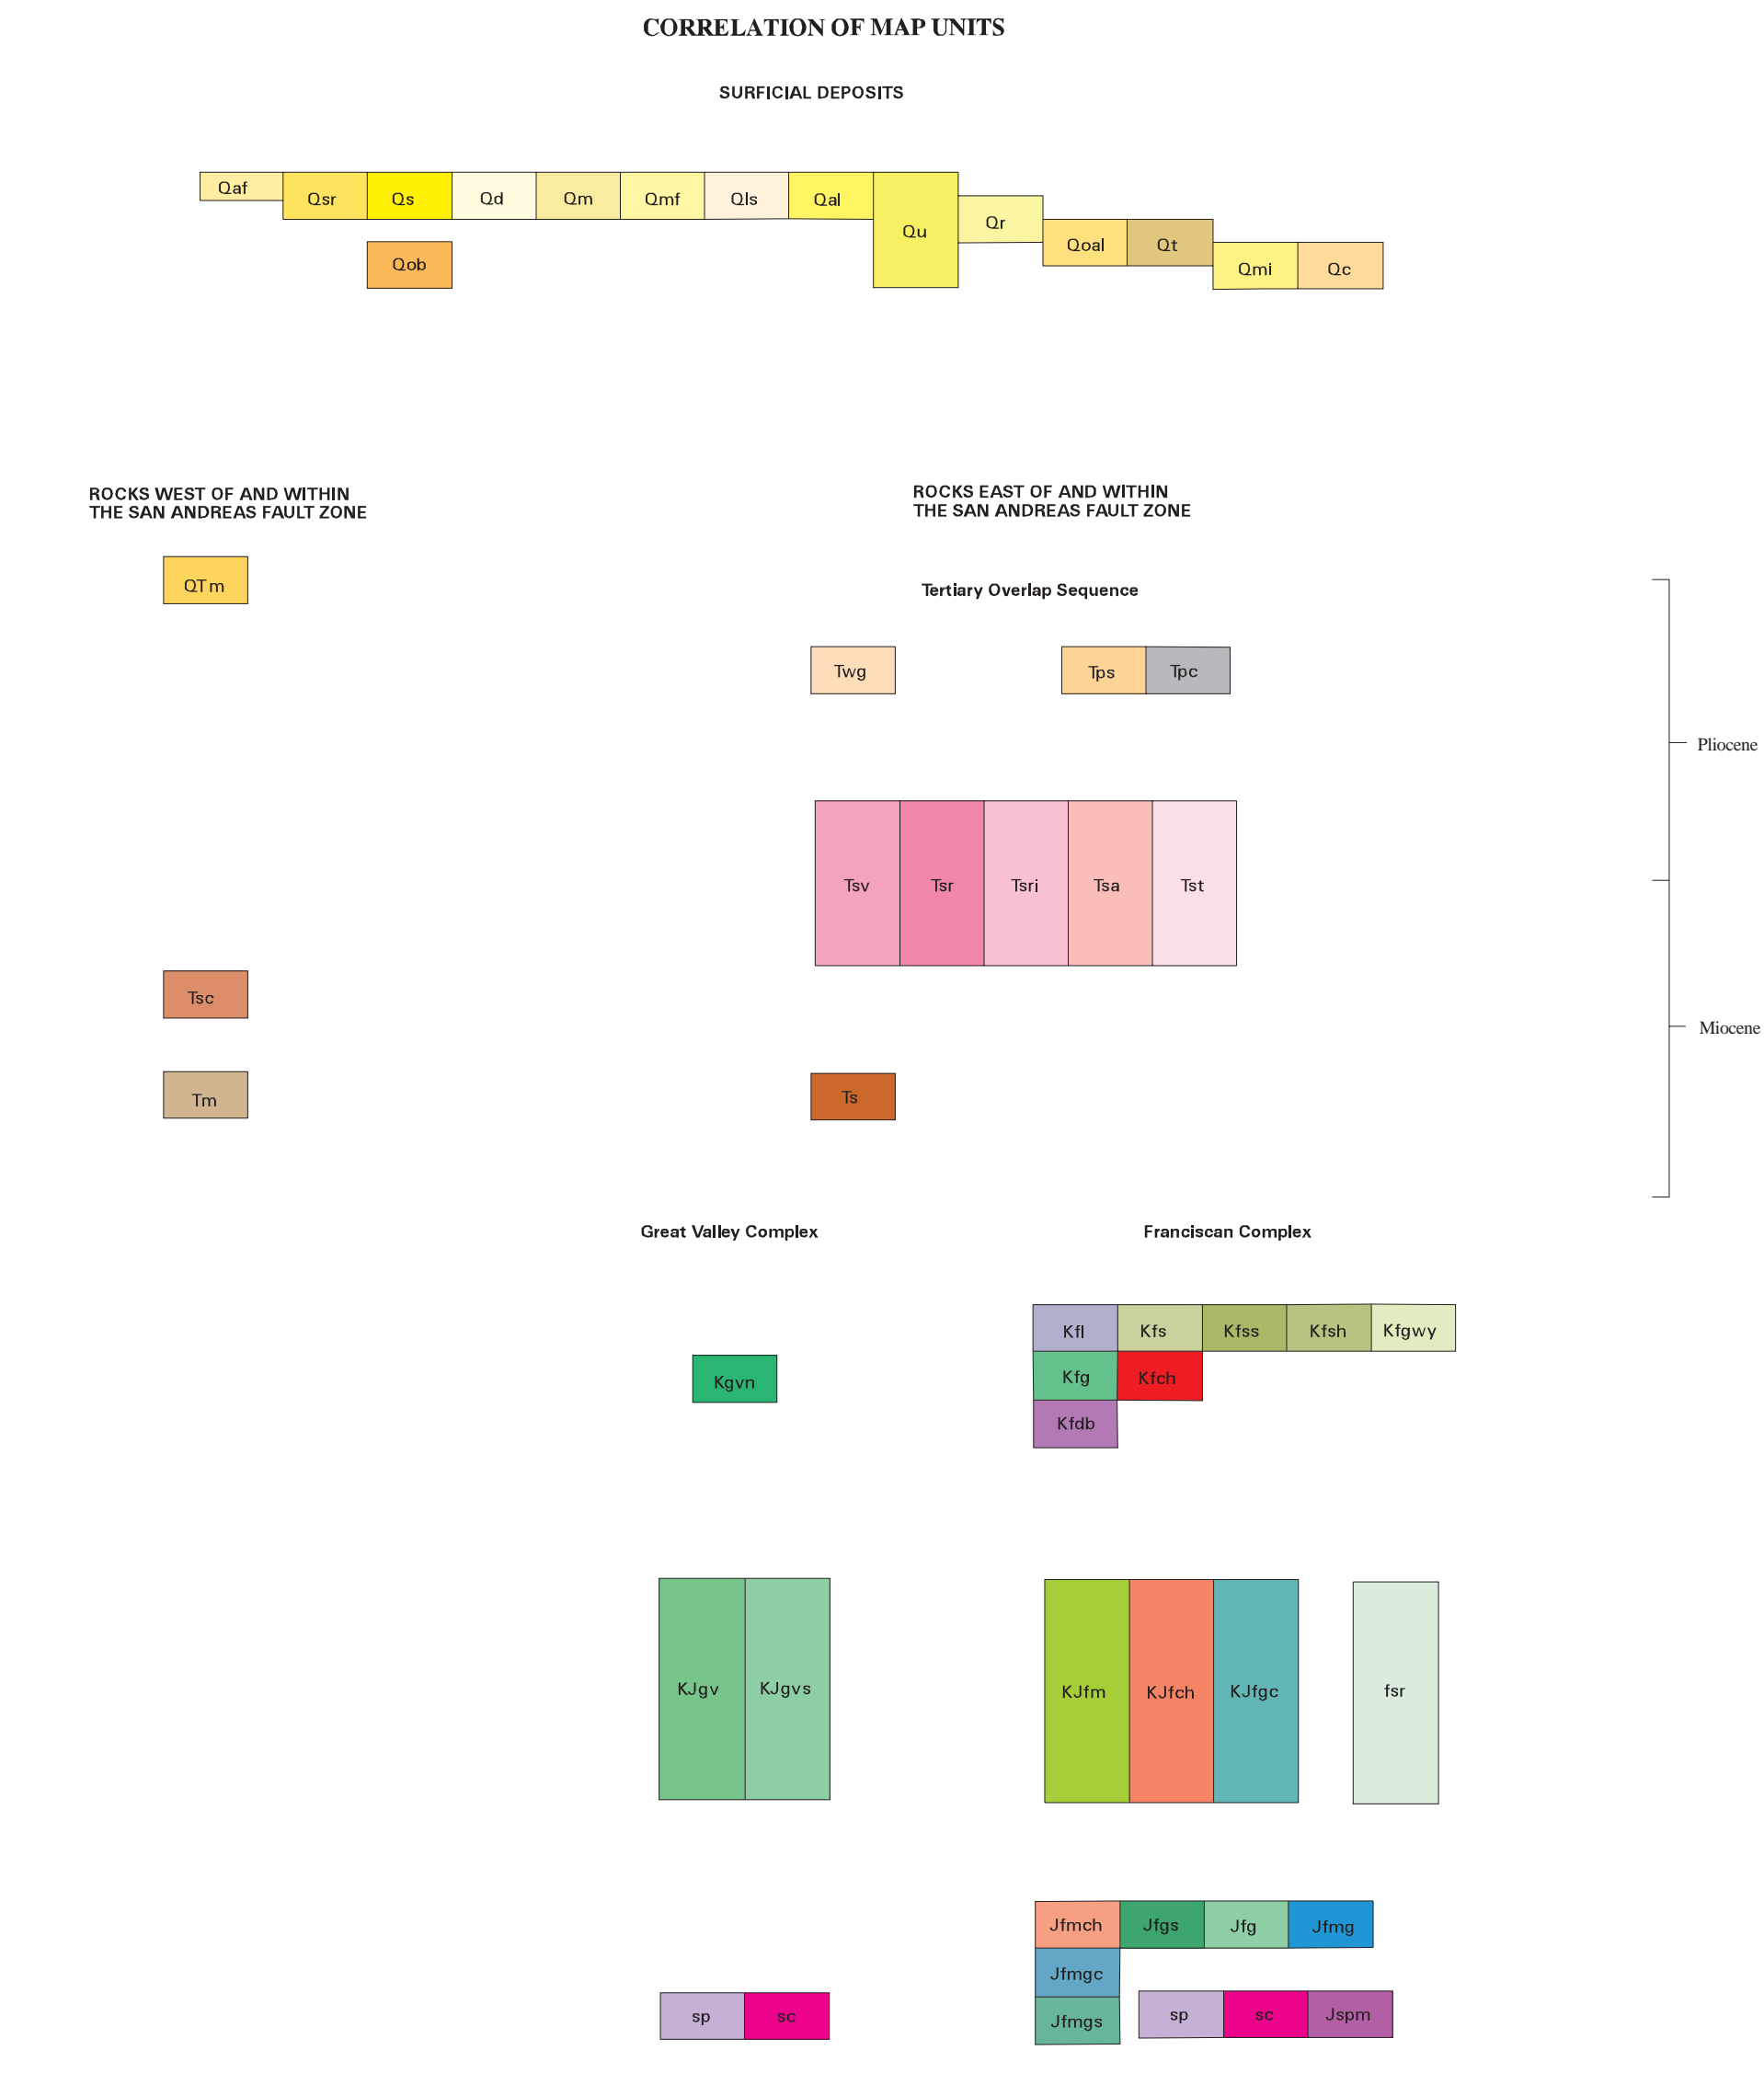 CORRELATION OF MAP UNITS
SURFICIAL DEPOSITS
Qaf
Qsr
Qs
Qd
Qm
Qmf
Qls
Qal
Qu
Qr
Qoal
Qt
Qmi
Qc
Qob
ROCKS WEST OF AND WITHIN
THE SAN ANDREAS FAULT ZONE
ROCKS EAST OF AND WITHIN
THE SAN ANDREAS FAULT ZONE
QTm
Tertiary Overlap Sequence
Twg
Tps
Tpc
Pliocene
Tsv
Tsr
Tsri
Tsa
Tst
Tsc
Miocene
Tm
Ts
Great Valley Complex
Franciscan Complex
Kfl
Kfs
Kfss
Kfsh
Kfgwy
Kgvn
Kfg
Kfch
Kfdb
KJgv
KJgvs
KJfm
KJfch
KJfgc
fsr
Jfmch
Jfgs
Jfg
Jfmg
Jfmgc
Jfmgs
sp
sc
sp
sc
Jspm